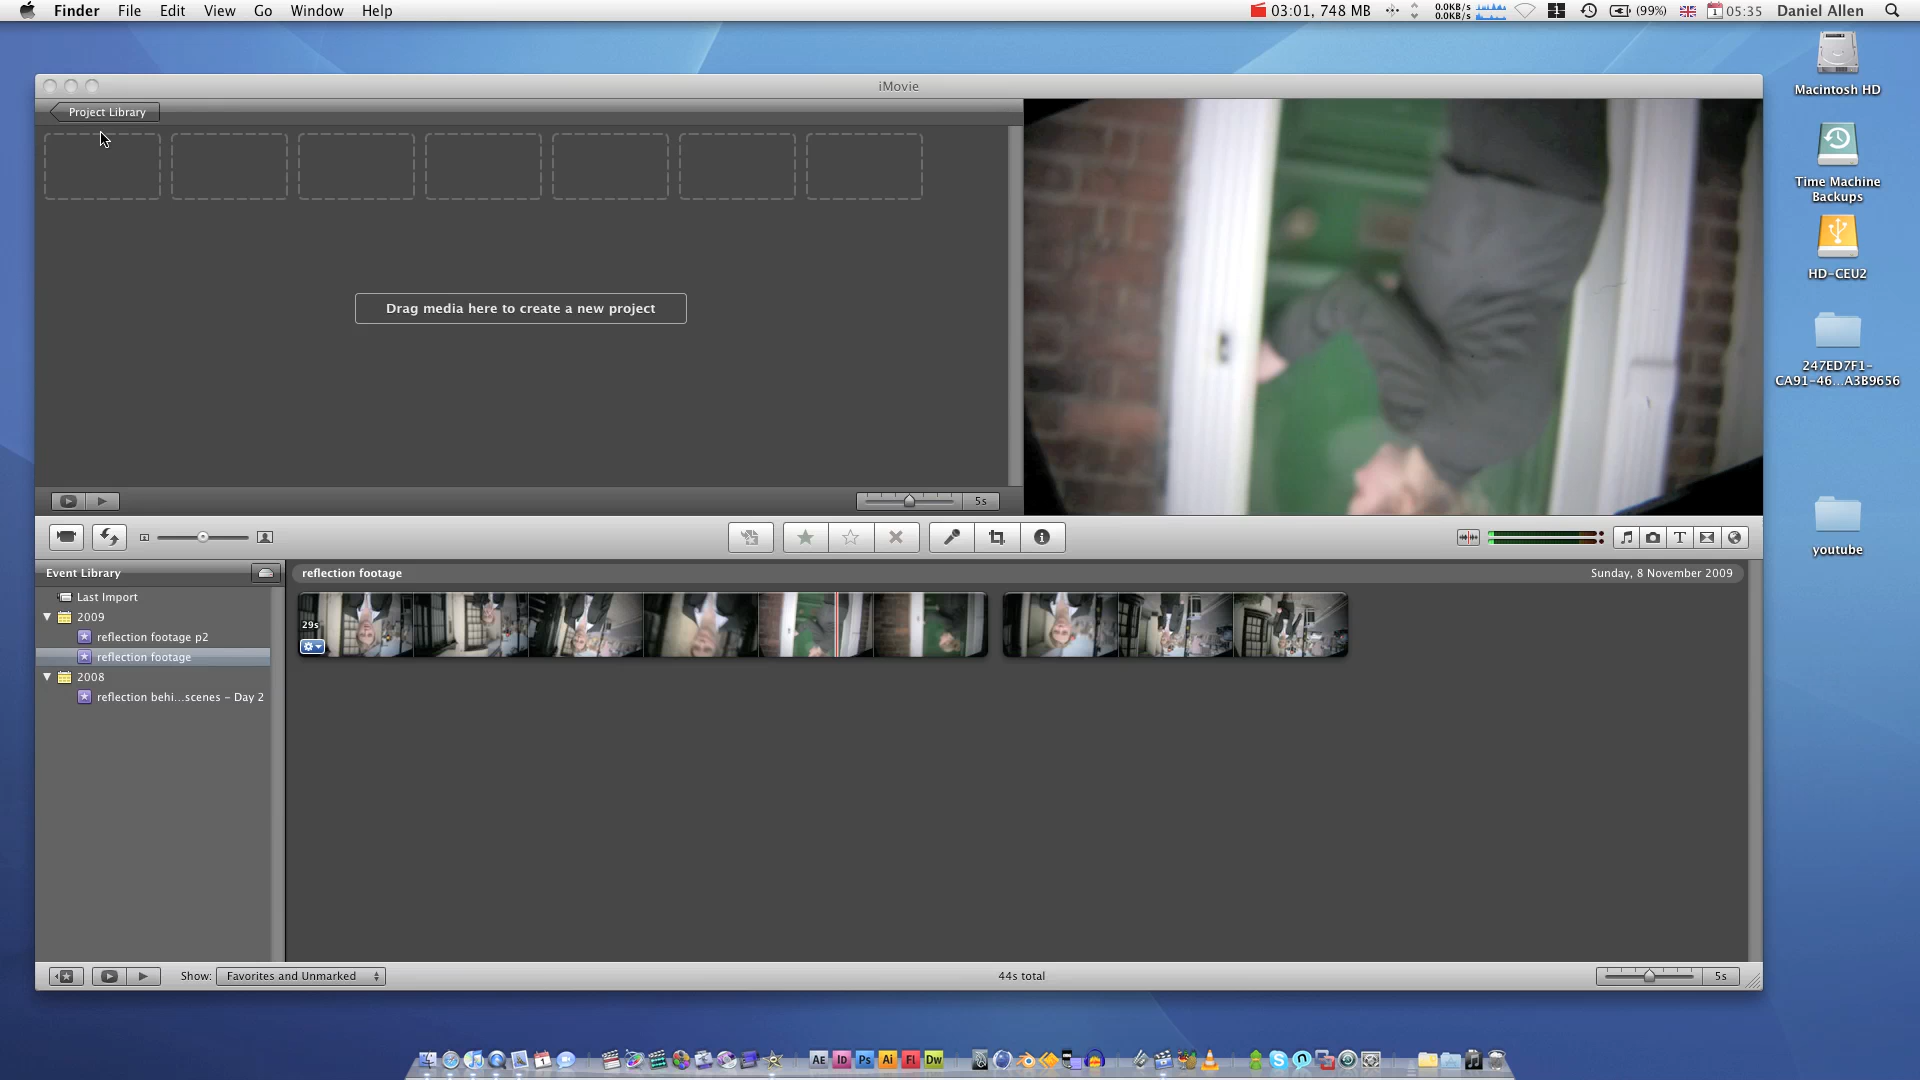 Finder File Edit View Go Window Help 03:01, 748 MB 0.0KB/s 0.0KB/s (99%) 1 05:35 Daniel Allen
iMovie
Project Library
Drag media here to create a new project
5s
Event Library
Last Import
2009
reflection footage p2
reflection footage
2008
reflection behi...scenes – Day 2
reflection footage Sunday, 8 November 2009
29s
Show: Favorites and Unmarked 44s total 5s
Macintosh HD
Time Machine
Backups
HD-CEU2
247ED7F1-
CA91-46...A3B9656
youtube
AE ID Ps Ai Fl Dw